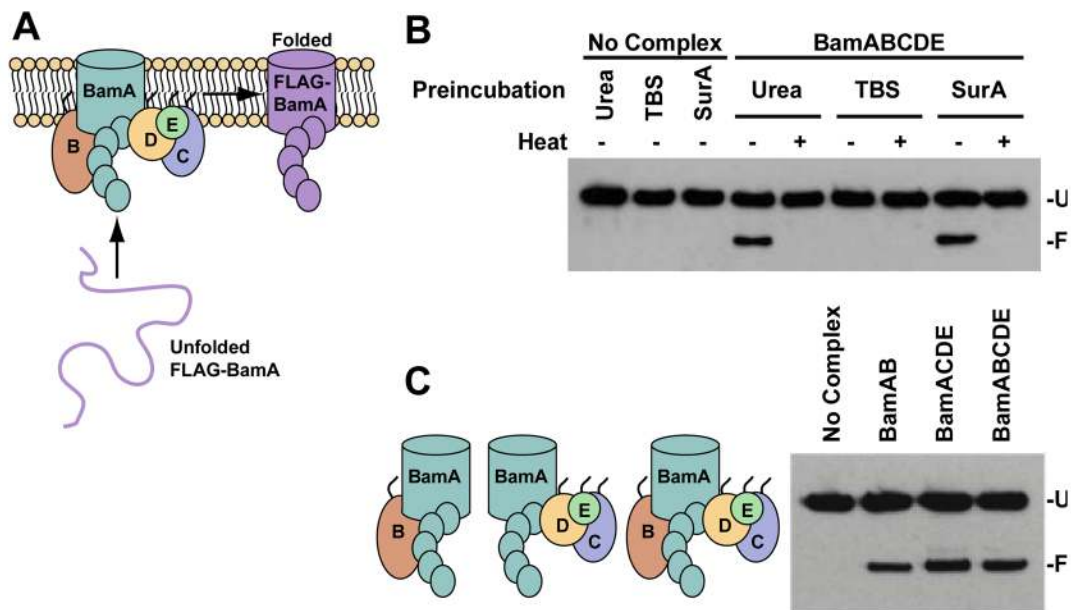 A
Folded
BamA
FLAG-
BamA
B
D
E
C
Unfolded
FLAG-BamA
B
No Complex
BamABCDE
Preincubation
Urea
TBS
SurA
Urea
TBS
SurA
Heat
- - - - + - + - +
-U
-F
C
BamA
BamA
BamA
B
D
E
C
B
D
E
C
No Complex
BamAB
BamACDE
BamABCDE
-U
-F